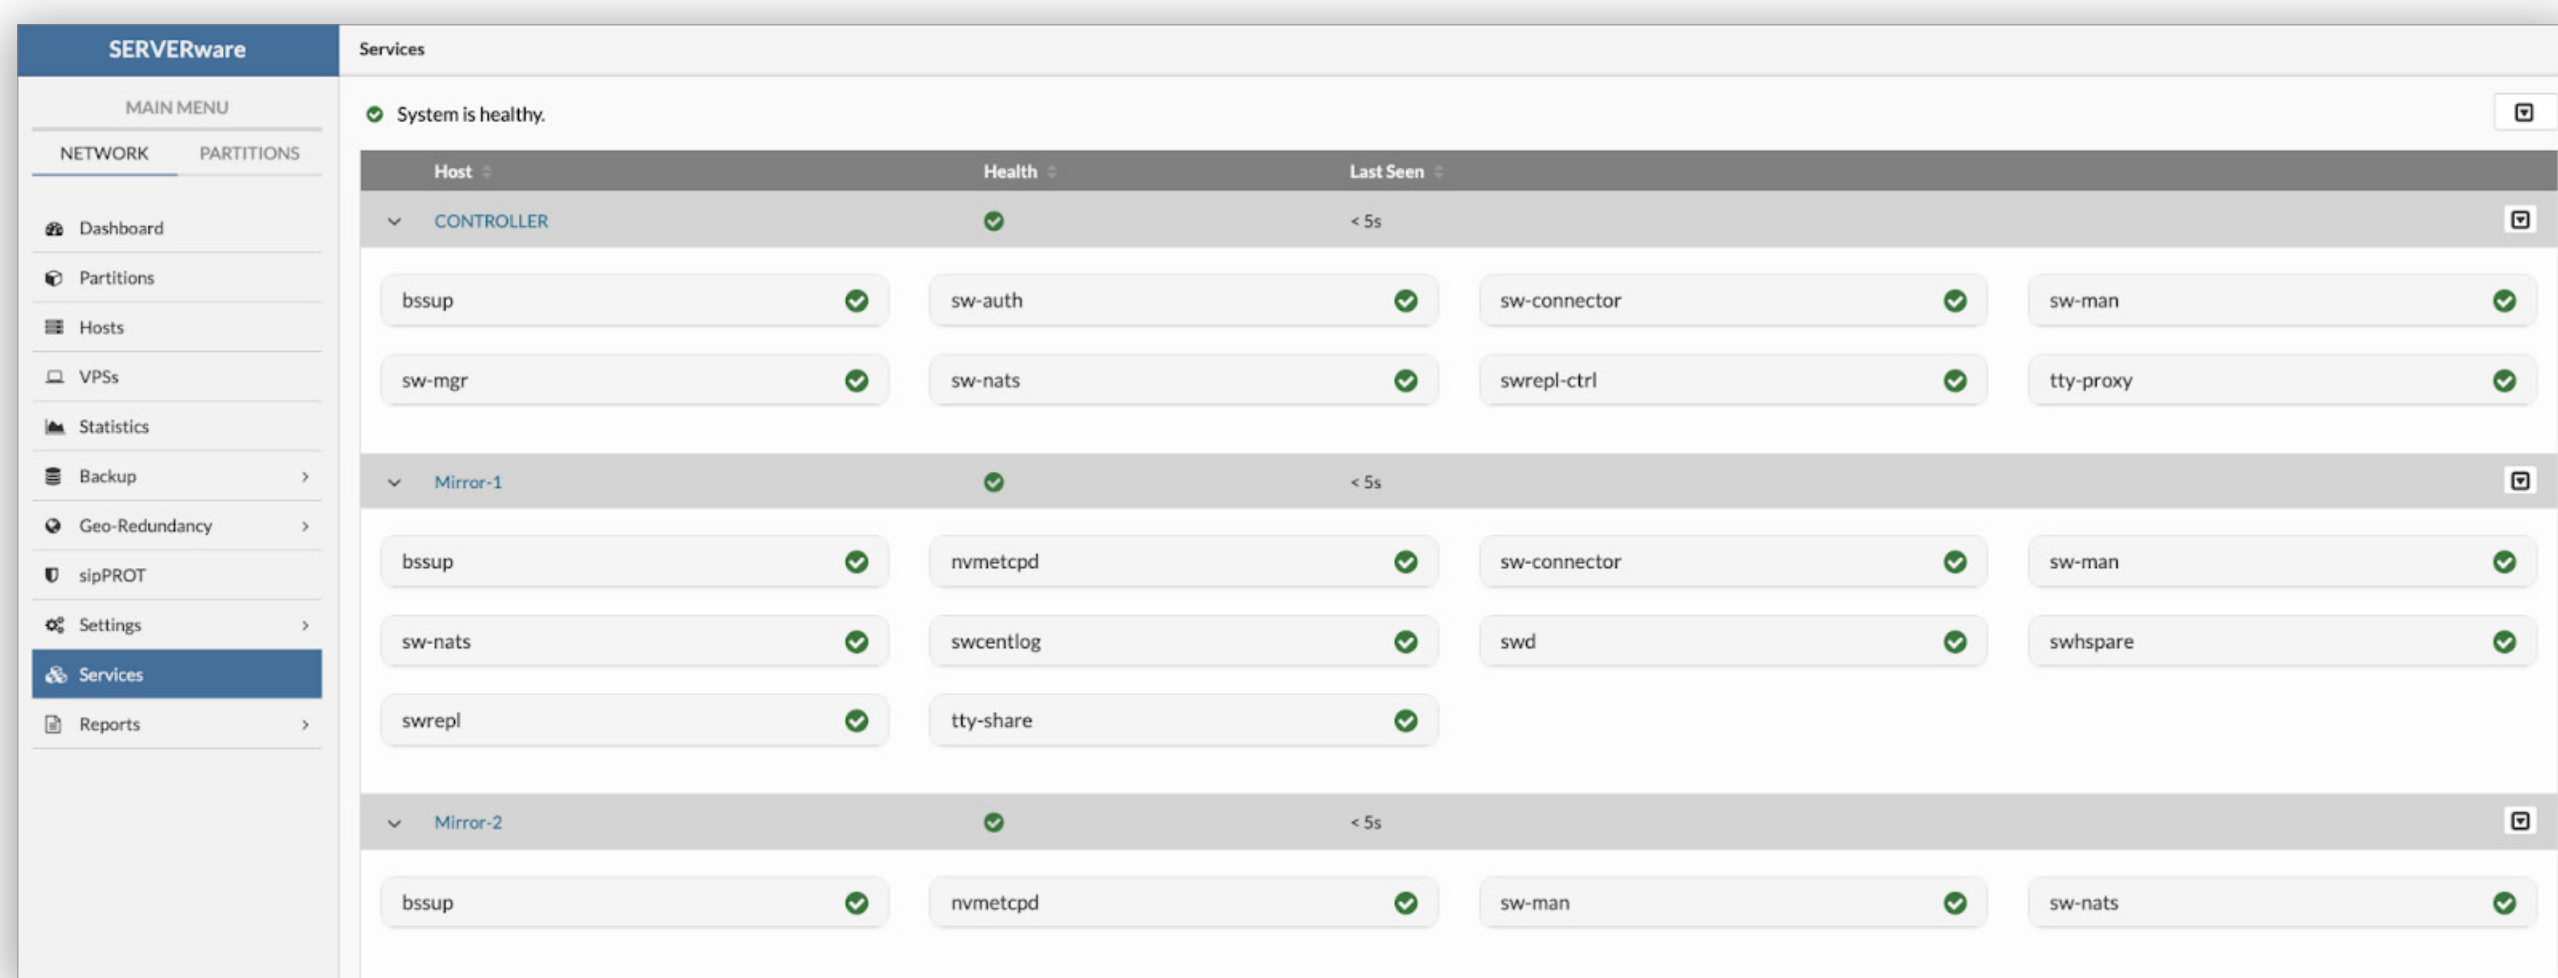 SERVERware
Services
MAIN MENU
NETWORK PARTITIONS
Dashboard
Partitions
Hosts
VPSs
Statistics
Backup
Geo-Redundancy
sipPROT
Settings
Services
Reports
System is healthy.
Host Health Last Seen
CONTROLLER < 5s
bssup sw-auth sw-connector sw-man
sw-mgr sw-nats swrepl-ctrl tty-proxy
Mirror-1 < 5s
bssup nvmetcpd sw-connector sw-man
sw-nats swcentlog swd swhspare
swrepl tty-share
Mirror-2 < 5s
bssup nvmetcpd sw-man sw-nats